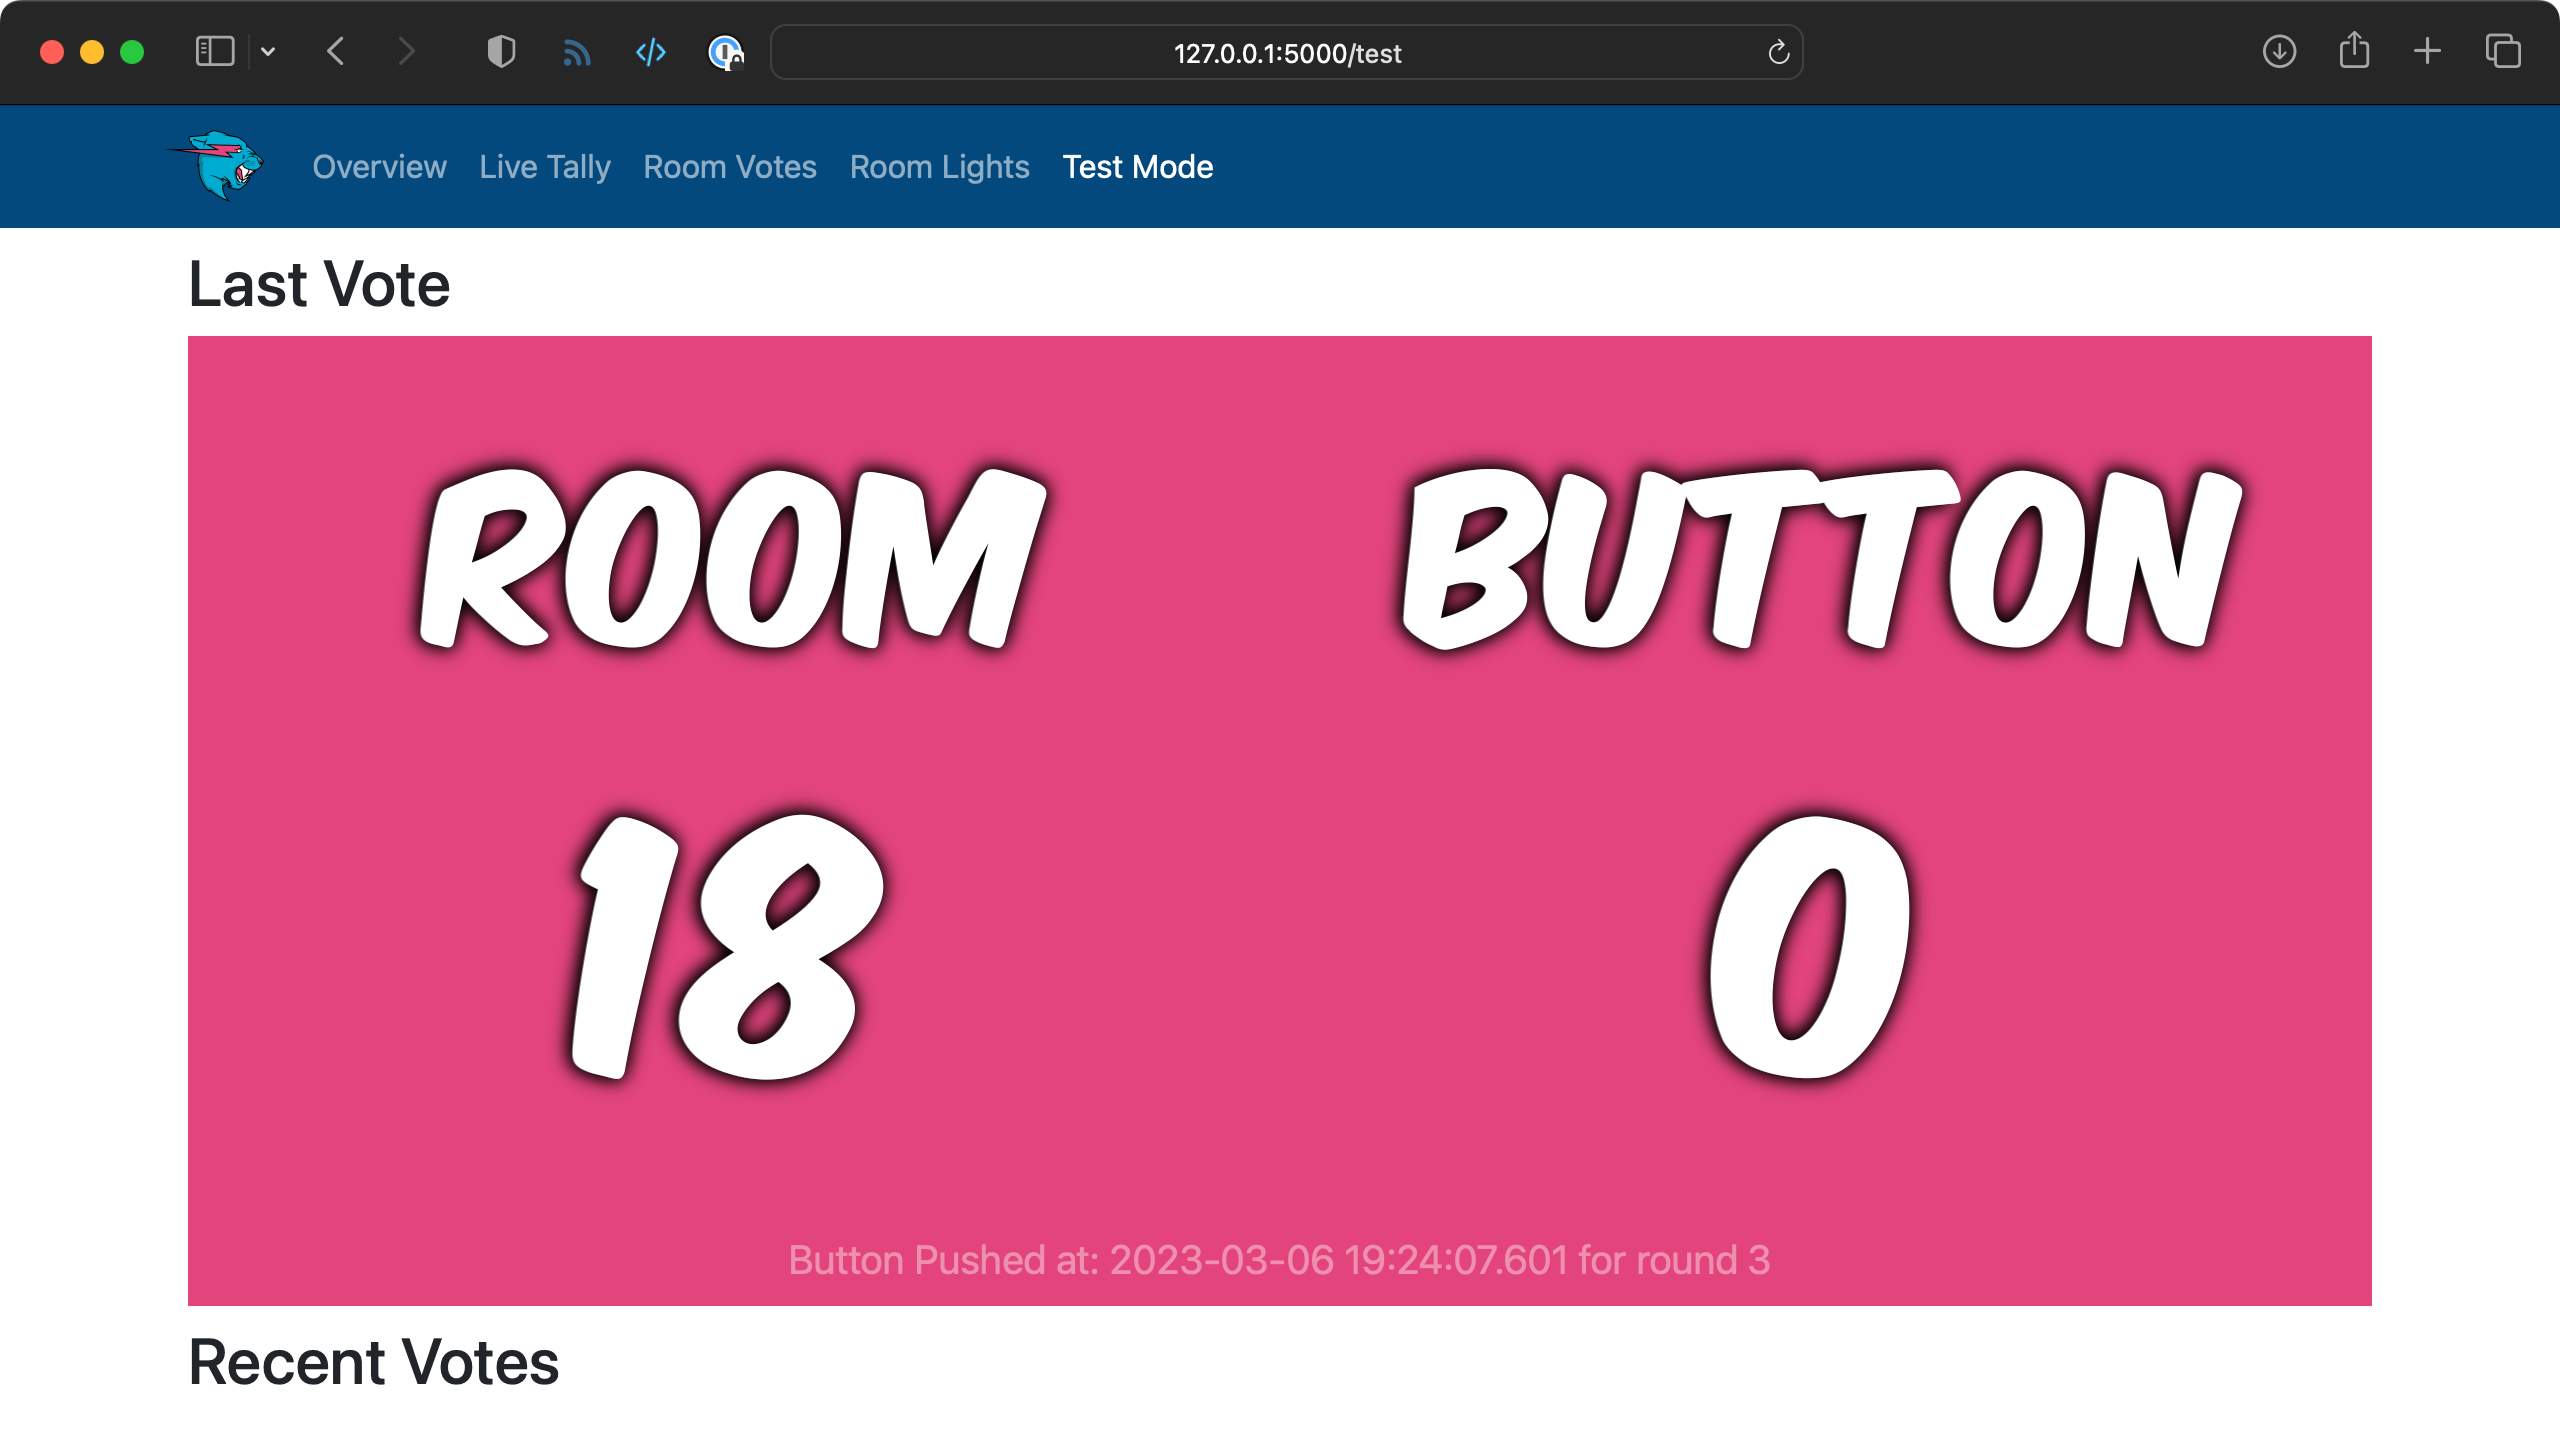 127.0.0.1:5000/test
Overview Live Tally Room Votes Room Lights Test Mode
Last Vote
ROOM BUTTON
18 0
Button Pushed at: 2023-03-06 19:24:07.601 for round 3
Recent Votes